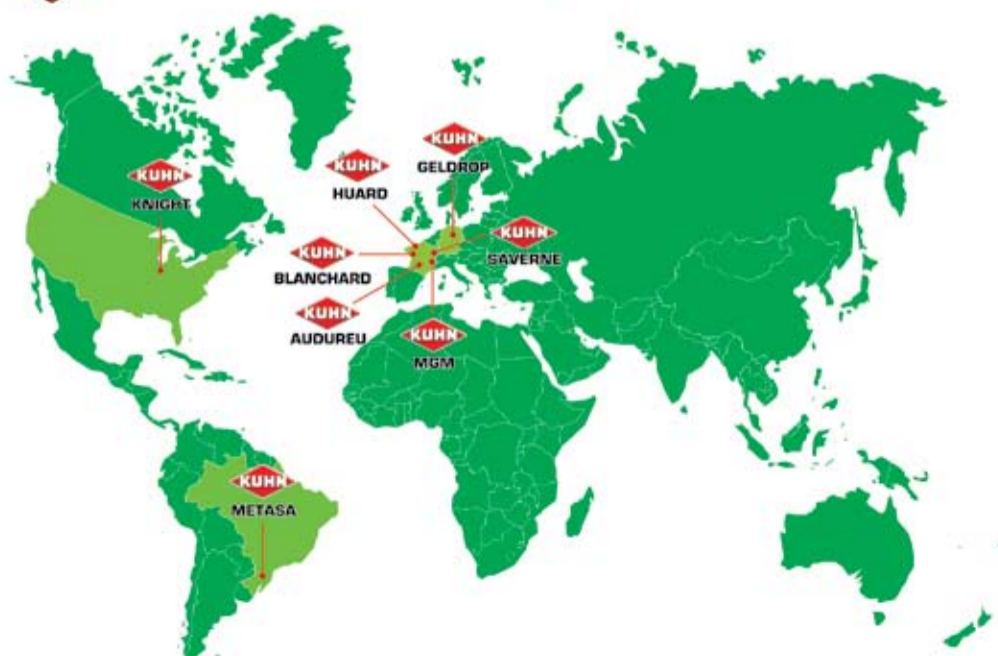 KUHN
GELDROP
KUHN
HUARD
KUHN
KNIGHT
KUHN
SAVERNE
KUHN
BLANCHARD
KUHN
AUDUREU
KUHN
MGM
KUHN
METASA